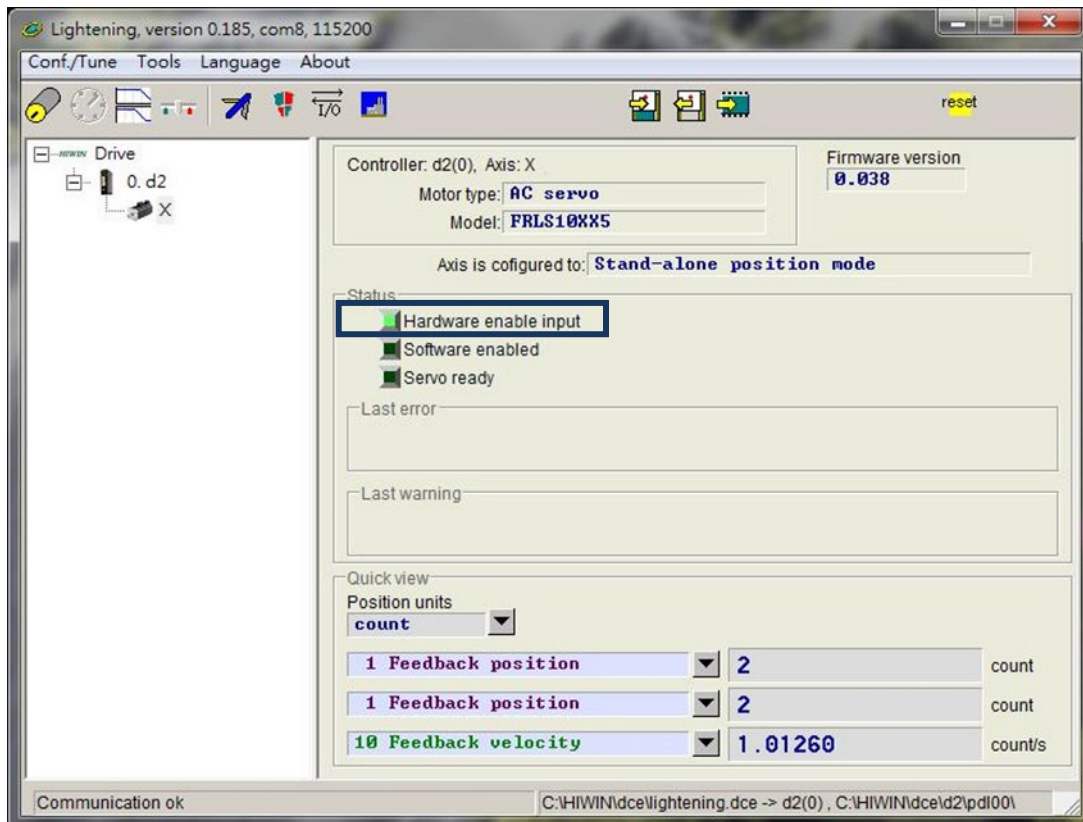 Lightening, version 0.185, com8, 115200
Conf./Tune Tools Language About
I/O
reset
HIWIN Drive
0. d2
X
Controller: d2(0), Axis: X
Motor type: AC servo
Model: FRLS10XX5
Firmware version
0.038
Axis is cofigured to: Stand-alone position mode
Status
Hardware enable input
Software enabled
Servo ready
Last error
Last warning
Quick view
Position units
count
1 Feedback position 2 count
1 Feedback position 2 count
10 Feedback velocity 1.01260 count/s
Communication ok C:\HIWIN\dce\lightening.dce -> d2(0) , C:\HIWIN\dce\d2\pdl00\